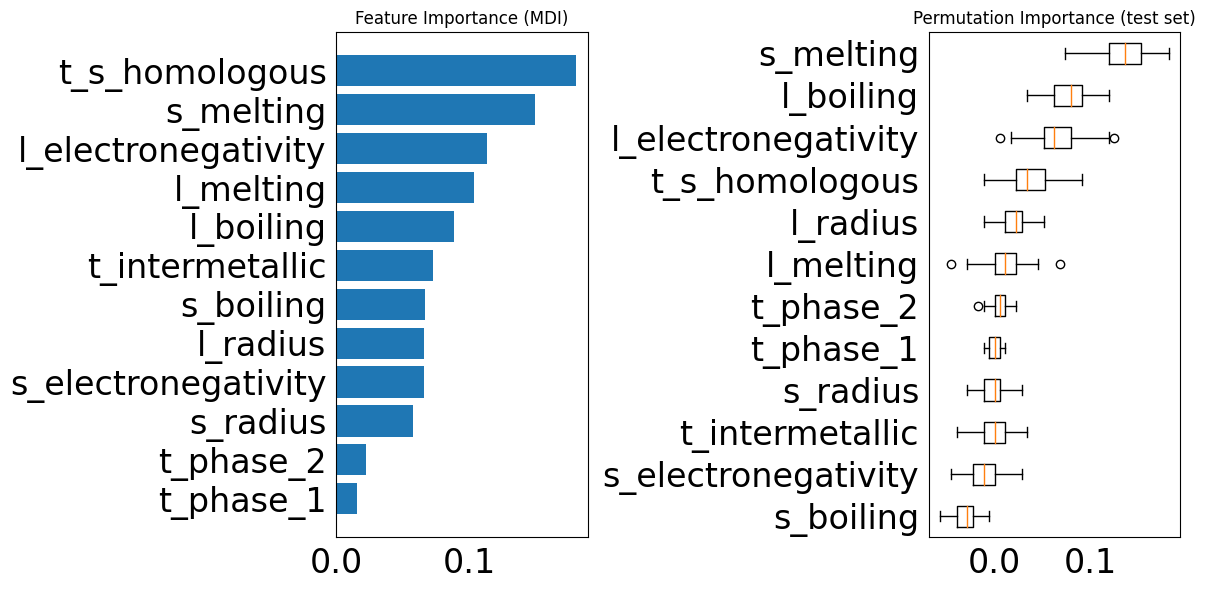 Feature Importance (MDI)
t_s_homologous
s_melting
l_electronegativity
l_melting
l_boiling
t_intermetallic
s_boiling
l_radius
s_electronegativity
s_radius
t_phase_2
t_phase_1
0.0 0.1
Permutation Importance (test set)
s_melting
l_boiling
l_electronegativity
t_s_homologous
l_radius
l_melting
t_phase_2
t_phase_1
s_radius
t_intermetallic
s_electronegativity
s_boiling
0.0 0.1